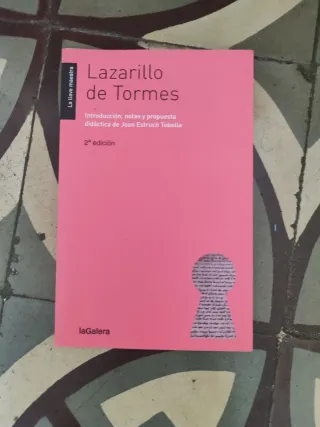 La llave maestra
Lazarillo
de Tormes
Introducción, notas y propuesta
didáctica de Joan Estruch Tobella
2ª edición
laGalera